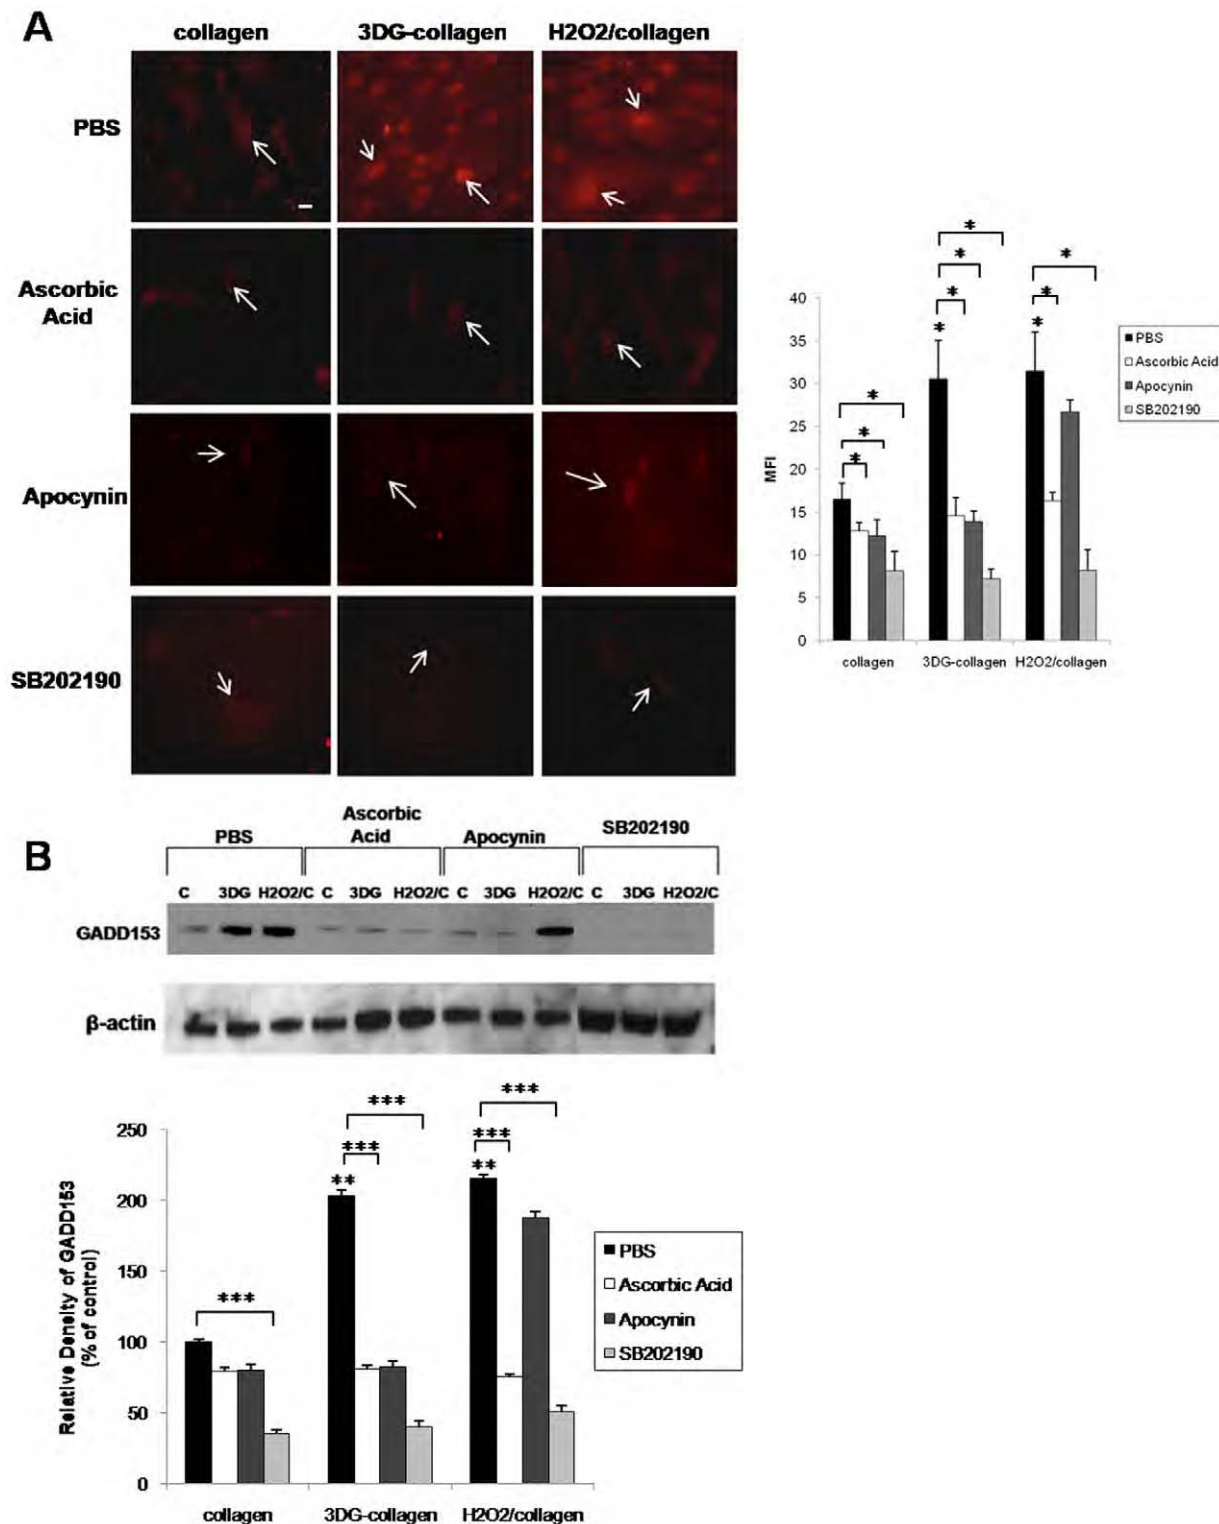 A
collagen 3DG-collagen H2O2/collagen
PBS
Ascorbic
Acid
Apocynin
SB202190
* * *
* * * *
* * *
40
35
30
25
20
15
10
5
0
MFI
collagen 3DG-collagen H2O2/collagen
PBS
Ascorbic Acid
Apocynin
SB202190
B
PBS Ascorbic Acid Apocynin SB202190
C 3DG H2O2/C C 3DG H2O2/C C 3DG H2O2/C C 3DG H2O2/C
GADD153
β-actin
Relative Density of GADD153
(% of control)
250
200
150
100
50
0
***
*** *** **
*** *** **
collagen 3DG-collagen H2O2/collagen
PBS
Ascorbic Acid
Apocynin
SB202190